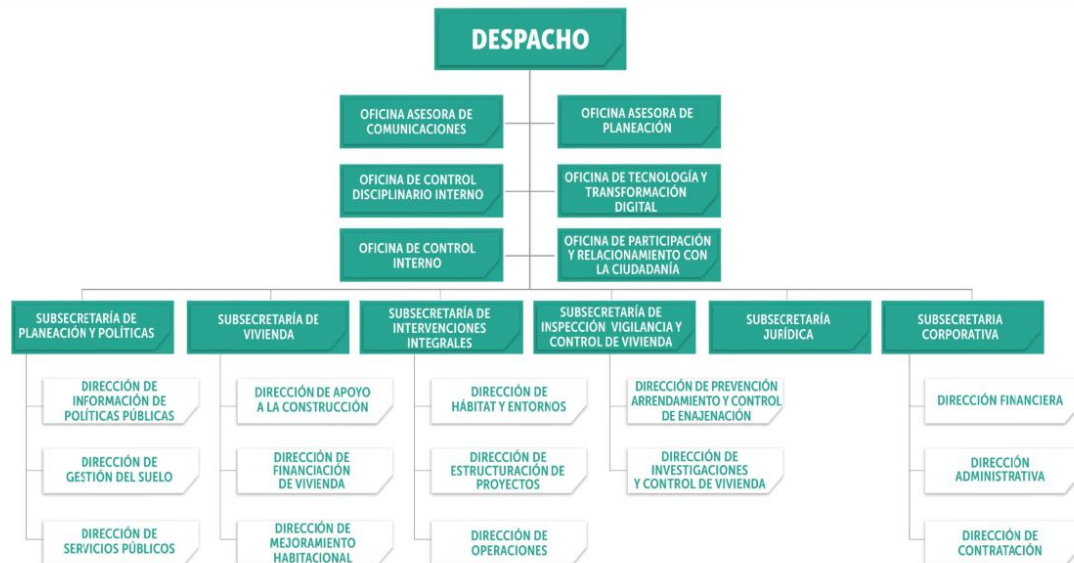 DESPACHO
OFICINA ASESORA DE
COMUNICACIONES
OFICINA ASESORA DE
PLANEACIÓN
OFICINA DE CONTROL
DISCIPLINARIO INTERNO
OFICINA DE TECNOLOGÍA Y
TRANSFORMACIÓN
DIGITAL
OFICINA DE CONTROL
INTERNO
OFICINA DE PARTICIPACIÓN
Y RELACIONAMIENTO CON
LA CIUDADANÍA
SUBSECRETARÍA DE
PLANEACIÓN Y POLÍTICAS
SUBSECRETARÍA DE
VIVIENDA
SUBSECRETARÍA DE
INTERVENCIONES
INTEGRALES
SUBSECRETARÍA DE
INSPECCIÓN VIGILANCIA Y
CONTROL DE VIVIENDA
SUBSECRETARÍA
JURÍDICA
SUBSECRETARIA
CORPORATIVA
DIRECCIÓN DE
INFORMACIÓN DE
POLÍTICAS PÚBLICAS
DIRECCIÓN DE APOYO
A LA CONSTRUCCIÓN
DIRECCIÓN DE
HÁBITAT Y ENTORNOS
DIRECCIÓN DE PREVENCIÓN
ARRENDAMIENTO Y CONTROL
DE ENAJENACIÓN
DIRECCIÓN FINANCIERA
DIRECCIÓN DE
GESTIÓN DEL SUELO
DIRECCIÓN DE
FINANCIACIÓN
DE VIVIENDA
DIRECCIÓN DE
ESTRUCTURACIÓN DE
PROYECTOS
DIRECCIÓN DE
INVESTIGACIONES
Y CONTROL DE VIVIENDA
DIRECCIÓN
ADMINISTRATIVA
DIRECCIÓN DE
SERVICIOS PÚBLICOS
DIRECCIÓN DE
MEJORAMIENTO
HABITACIONAL
DIRECCIÓN DE
OPERACIONES
DIRECCIÓN DE
CONTRATACIÓN